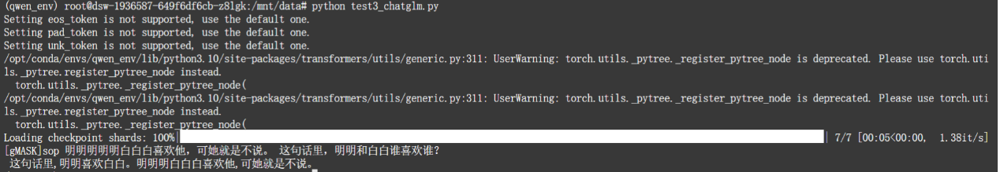 (qwen_env) root@dsw-1936587-649f6df6cb-z8lgk:/mnt/data# python test3_chatglm.py
Setting eos_token is not supported, use the default one.
Setting pad_token is not supported, use the default one.
Setting unk_token is not supported, use the default one.
/opt/conda/envs/qwen_env/lib/python3.10/site-packages/transformers/utils/generic.py:311: UserWarning: torch.utils._pytree._register_pytree_node is deprecated. Please use torch.uti
ls._pytree.register_pytree_node instead.
  torch.utils._pytree._register_pytree_node(
/opt/conda/envs/qwen_env/lib/python3.10/site-packages/transformers/utils/generic.py:311: UserWarning: torch.utils._pytree._register_pytree_node is deprecated. Please use torch.uti
ls._pytree.register_pytree_node instead.
  torch.utils._pytree._register_pytree_node(
Loading checkpoint shards: 100%| | 7/7 [00:05<00:00,  1.38it/s]
[gMASK]sop 明明明明明白白白喜欢他，可她就是不说。 这句话里，明明和白白谁喜欢谁？
 这句话里,明明喜欢白白。明明明白白白喜欢他,可她就是不说。